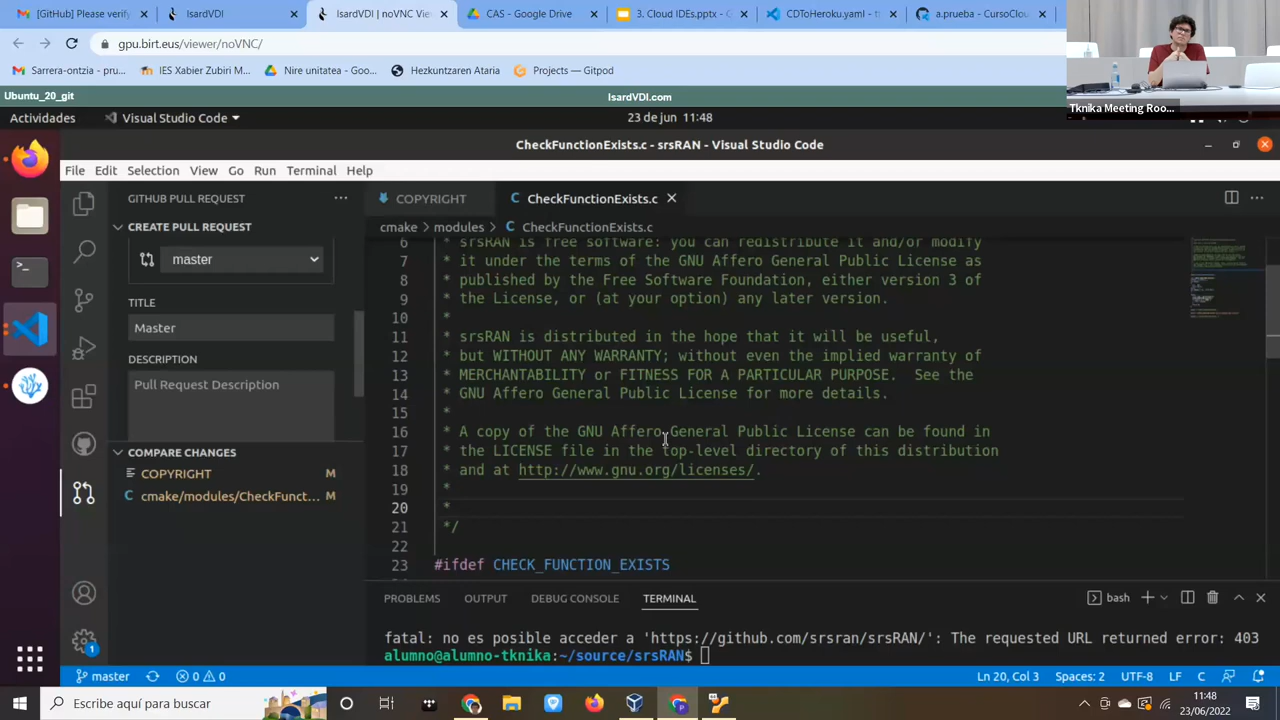 [GitHub] Please verify
IsardVDI
IsardVDI | noVNC Vie
CAS - Google Drive
3. Cloud IDEs.pptx - G
CDToHeroku.yaml - t
a.prueba - CursoClou
gpu.birt.eus/viewer/noVNC/
Sarrera-ontzia - pru...
IES Xabier Zubiri M...
Nire unitatea - Goo...
Hezkuntzaren Ataria
Projects — Gitpod
Tknika Meeting Roo...
Ubuntu_20_git
IsardVDI.com
Actividades
Visual Studio Code
23 de jun 11:48
CheckFunctionExists.c - srsRAN - Visual Studio Code
File Edit Selection View Go Run Terminal Help
GITHUB PULL REQUEST
COPYRIGHT
CheckFunctionExists.c
CREATE PULL REQUEST
cmake > modules > C CheckFunctionExists.c
master
TITLE
Master
DESCRIPTION
Pull Request Description
COMPARE CHANGES
COPYRIGHT M
cmake/modules/CheckFunct... M
1
6 * srsRAN is free software: you can redistribute it and/or modify
7 * it under the terms of the GNU Affero General Public License as
8 * published by the Free Software Foundation, either version 3 of
9 * the License, or (at your option) any later version.
10 *
11 * srsRAN is distributed in the hope that it will be useful,
12 * but WITHOUT ANY WARRANTY; without even the implied warranty of
13 * MERCHANTABILITY or FITNESS FOR A PARTICULAR PURPOSE.  See the
14 * GNU Affero General Public License for more details.
15 *
16 * A copy of the GNU Affero General Public License can be found in
17 * the LICENSE file in the top-level directory of this distribution
18 * and at http://www.gnu.org/licenses/.
19 *
20 *
21 */
22
23 #ifdef CHECK_FUNCTION_EXISTS
PROBLEMS OUTPUT DEBUG CONSOLE TERMINAL
bash
fatal: no es posible acceder a 'https://github.com/srsran/srsRAN/': The requested URL returned error: 403
alumno@alumno-tknika:~/source/srsRAN$
master
0 0
Ln 20, Col 3
Spaces: 2
UTF-8
LF
C
Escribe aquí para buscar
11:48
23/06/2022